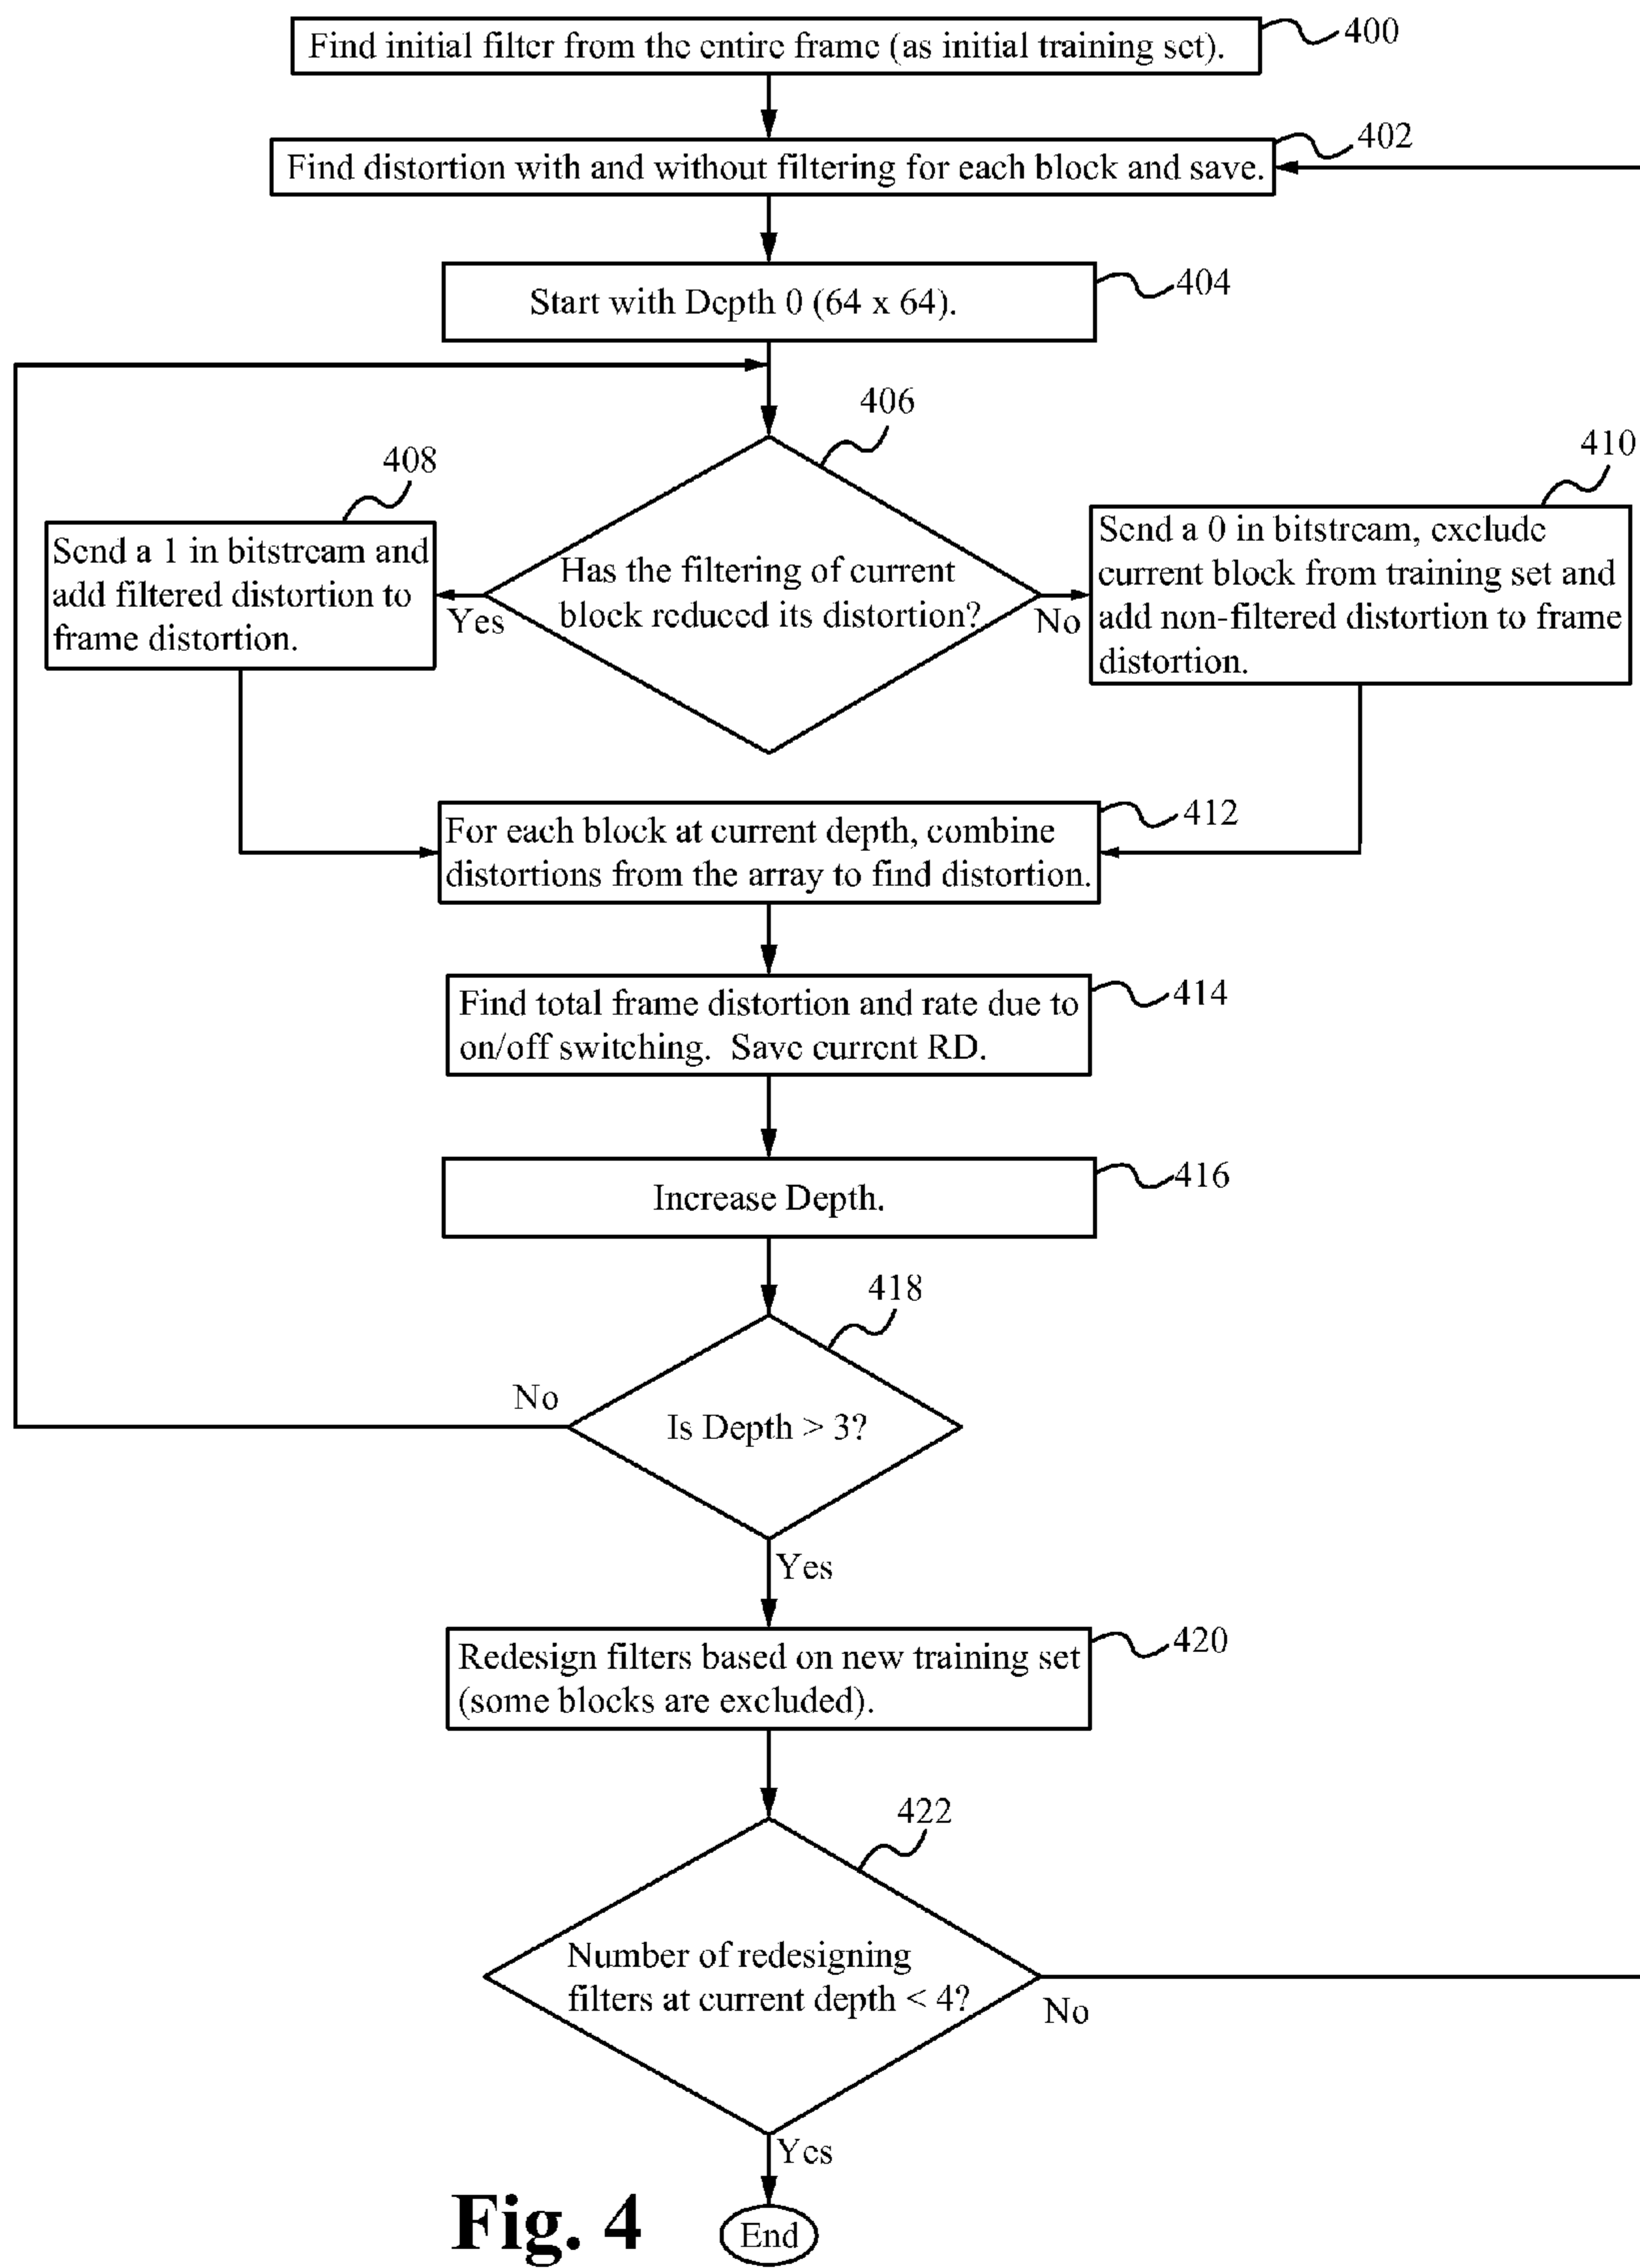 Find initial filter from the entire frame (as initial training set).
400
Find distortion with and without filtering for each block and save.
402
Start with Depth 0 (64 x 64).
404
406
Has the filtering of current
block reduced its distortion?
Yes
No
408
Send a 1 in bitstream and
add filtered distortion to
frame distortion.
410
Send a 0 in bitstream, exclude
current block from training set and
add non-filtered distortion to frame
distortion.
For each block at current depth, combine
distortions from the array to find distortion.
412
Find total frame distortion and rate due to
on/off switching. Save current RD.
414
Increase Depth.
416
418
Is Depth > 3?
No
Yes
Redesign filters based on new training set
(some blocks are excluded).
420
422
Number of redesigning
filters at current depth < 4?
No
Yes
End
Fig. 4